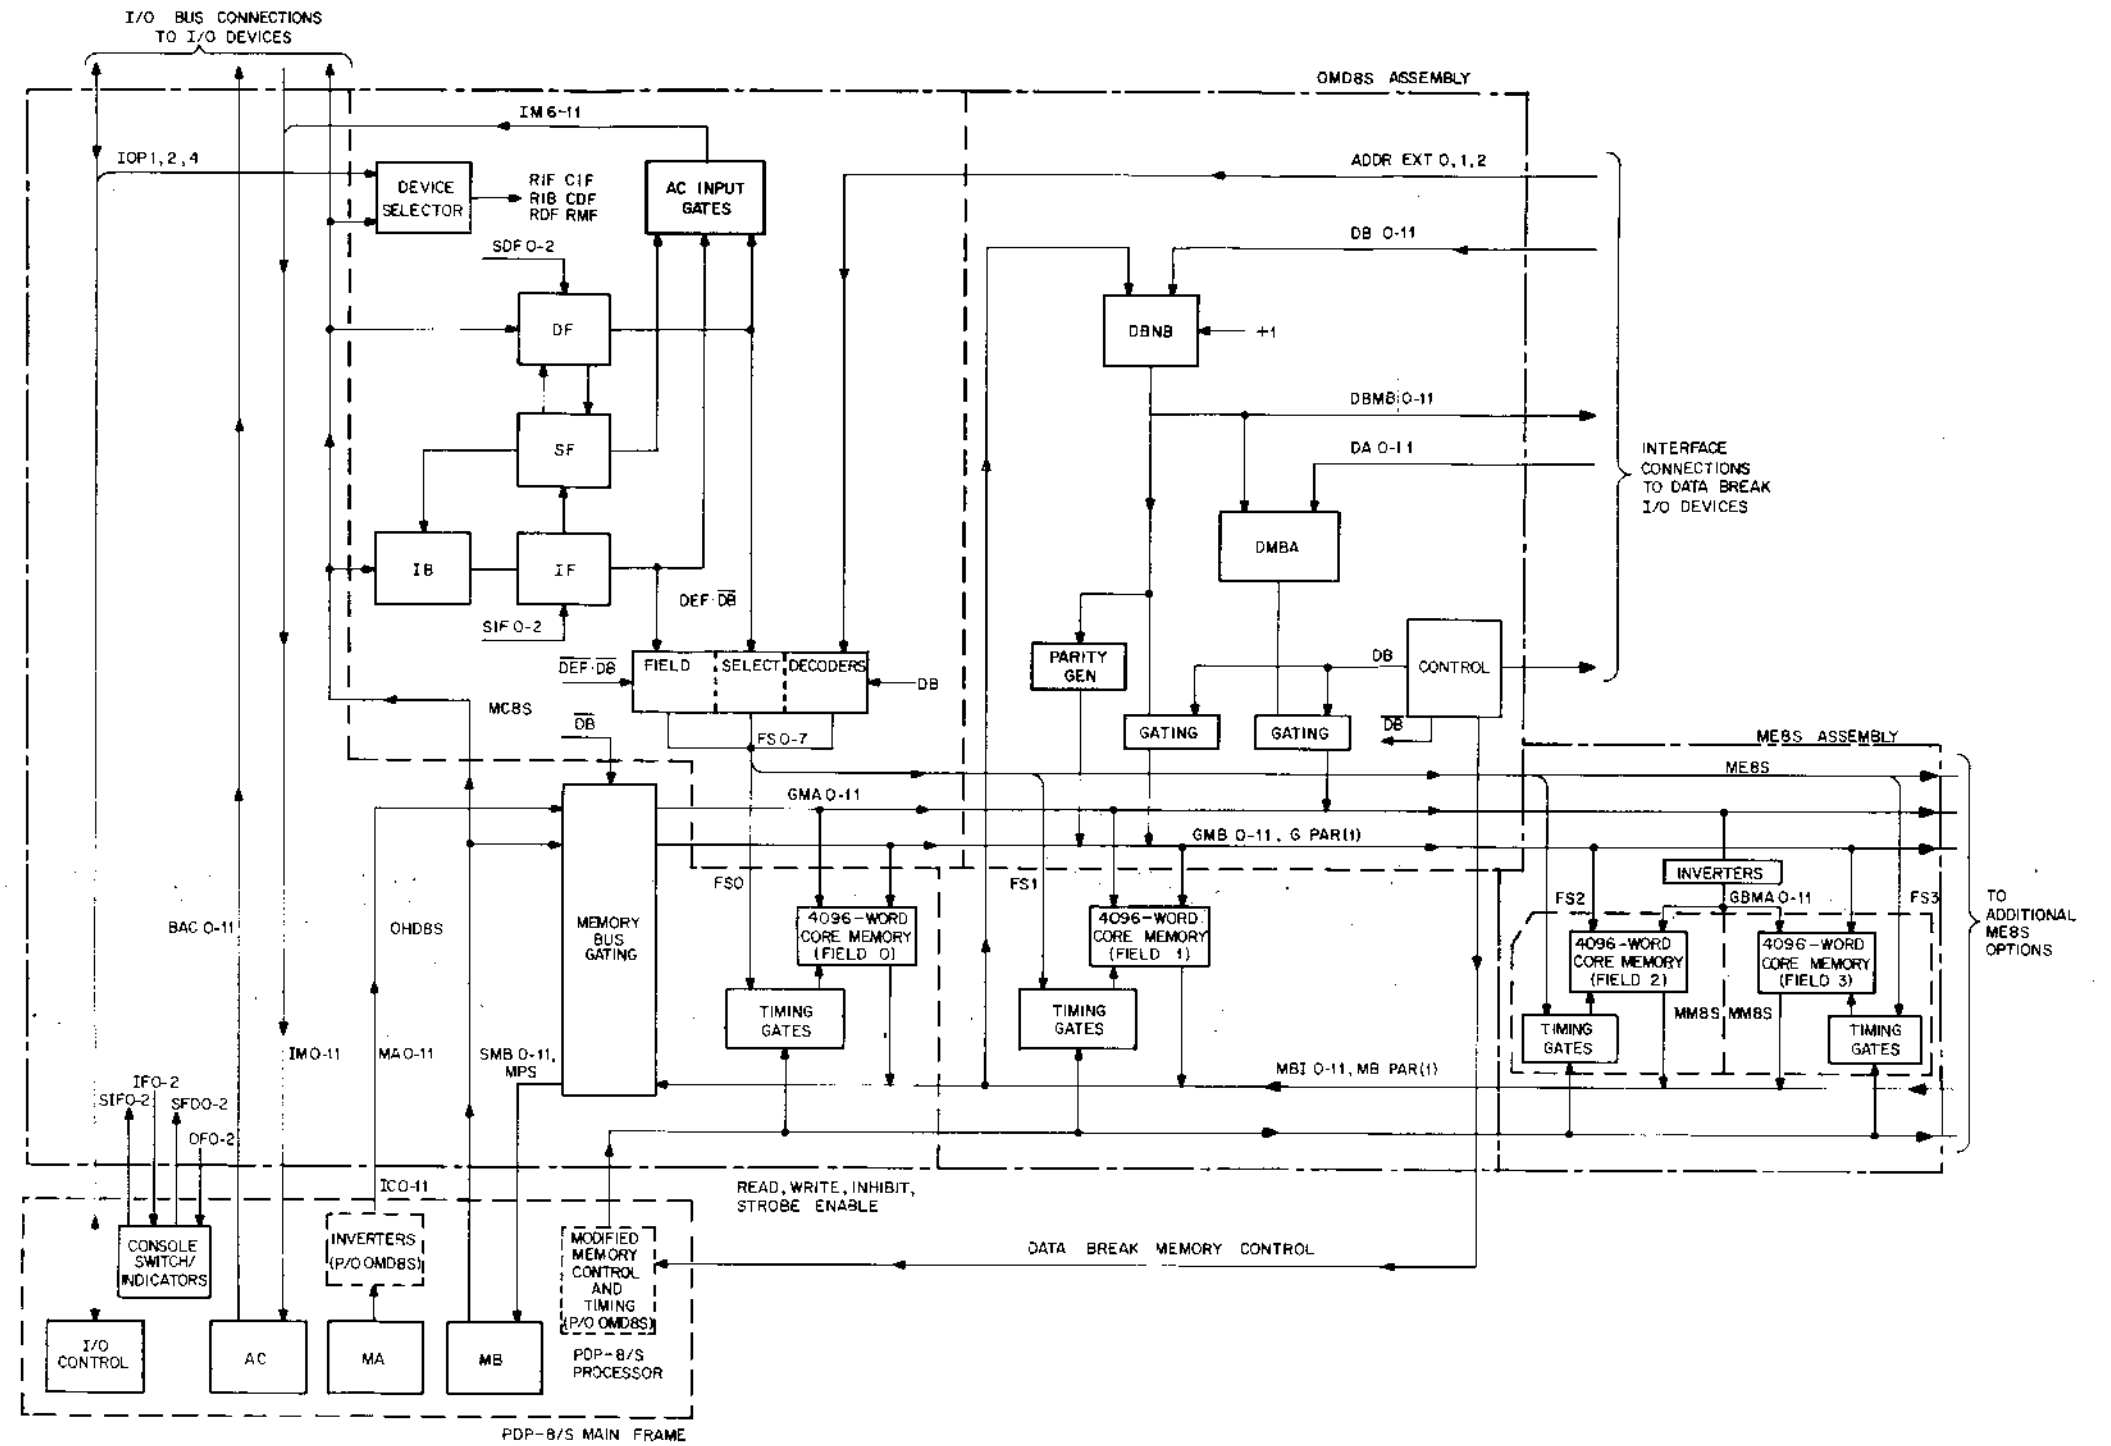 I/O BUS CONNECTIONS
TO I/O DEVICES
OMD8S ASSEMBLY
IM 6-11
IOP 1, 2, 4
DEVICE
SELECTOR
RIF CIF
RIB CDF
RDF RMF
AC INPUT
GATES
ADDR EXT 0, 1, 2
SDF 0-2
DB 0-11
DF
DBNB
+1
DBMB 0-11
DA 0-11
SF
INTERFACE
CONNECTIONS
TO DATA BREAK
I/O DEVICES
IB
IF
DMBA
DEF·DB
SIF 0-2
DEF·DB
FIELD
SELECT
DECODERS
DB
PARITY
GEN
DB
CONTROL
MC8S
DB
FS 0-7
GATING
GATING
DB
ME8S ASSEMBLY
ME8S
GMA 0-11
GMB 0-11, G PAR(1)
INVERTERS
FS0
FS1
FS2
GBMA 0-11
FS3
TO
ADDITIONAL
ME8S
OPTIONS
BAC 0-11
OHD8S
MEMORY
BUS
GATING
4096-WORD
CORE MEMORY
(FIELD 0)
4096-WORD
CORE MEMORY
(FIELD 1)
4096-WORD
CORE MEMORY
(FIELD 2)
4096-WORD
CORE MEMORY
(FIELD 3)
TIMING
GATES
TIMING
GATES
MM8S
MM8S
TIMING
GATES
TIMING
GATES
IM 0-11
MA 0-11
SMB 0-11,
MPS
MBI 0-11, MB PAR(1)
IF0-2
SIF0-2
SFD0-2
DF0-2
IC0-11
READ, WRITE, INHIBIT,
STROBE ENABLE
CONSOLE
SWITCH/
INDICATORS
INVERTERS
(P/O OMD8S)
MODIFIED
MEMORY
CONTROL
AND
TIMING
(P/O OMD8S)
DATA BREAK MEMORY CONTROL
I/O
CONTROL
AC
MA
MB
PDP-8/S
PROCESSOR
PDP-8/S MAIN FRAME